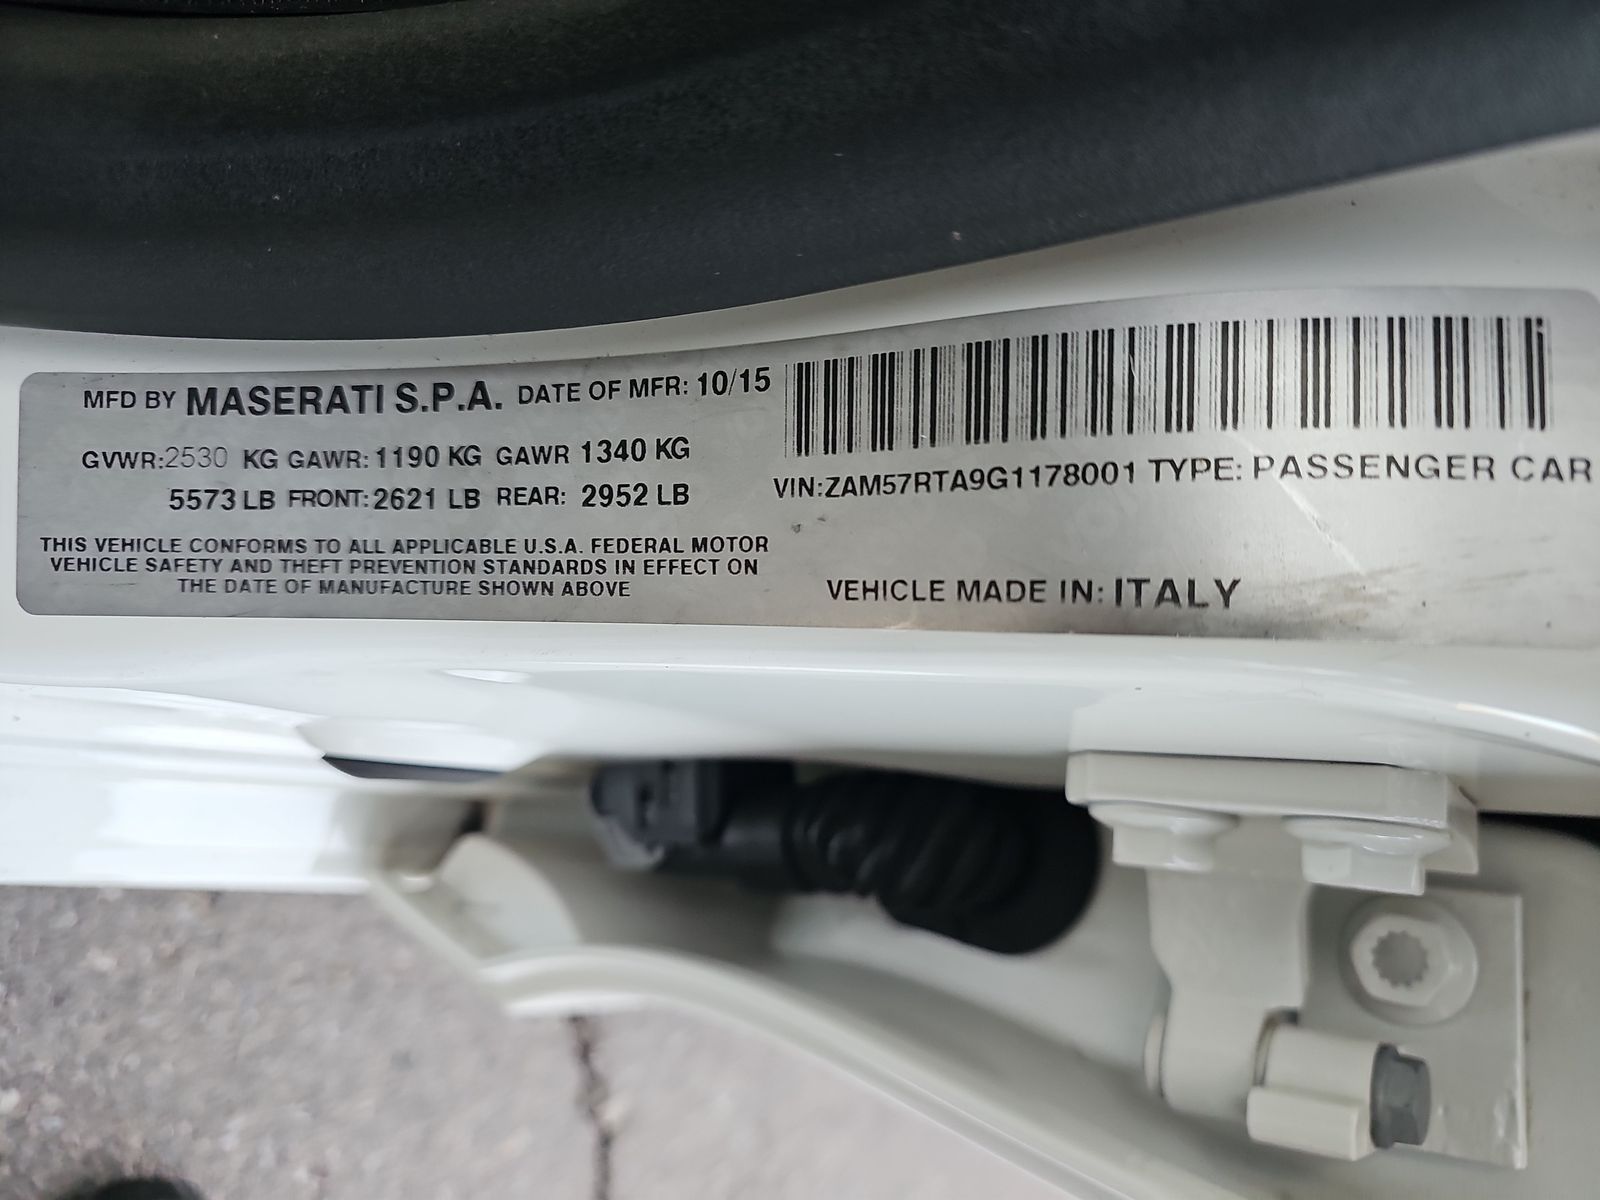 MFD BY MASERATI S.P.A. DATE OF MFR: 10/15
GVWR:2530 KG GAWR: 1190 KG GAWR 1340 KG
5573 LB FRONT: 2621 LB REAR: 2952 LB
THIS VEHICLE CONFORMS TO ALL APPLICABLE U.S.A. FEDERAL MOTOR
VEHICLE SAFETY AND THEFT PREVENTION STANDARDS IN EFFECT ON
THE DATE OF MANUFACTURE SHOWN ABOVE
VIN:ZAM57RTA9G1178001 TYPE: PASSENGER CAR
VEHICLE MADE IN: ITALY